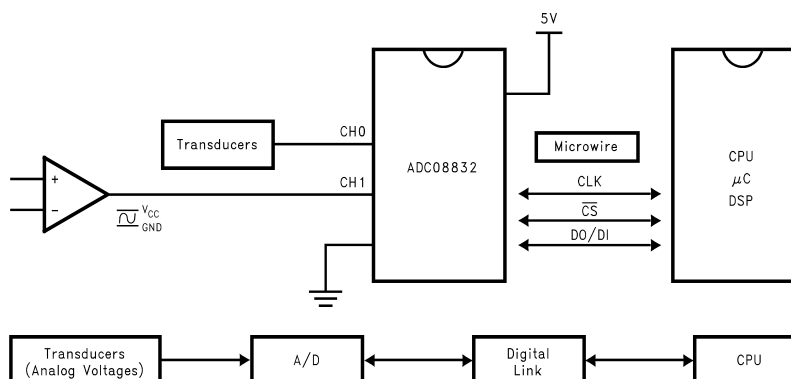 5V
Transducers
CH0
ADC08832
Microwire
CPU
μC
DSP
+
−
CH1
CLK
V_CC
GND
C̅S̅
DO/DI
Transducers
(Analog Voltages)
A/D
Digital
Link
CPU